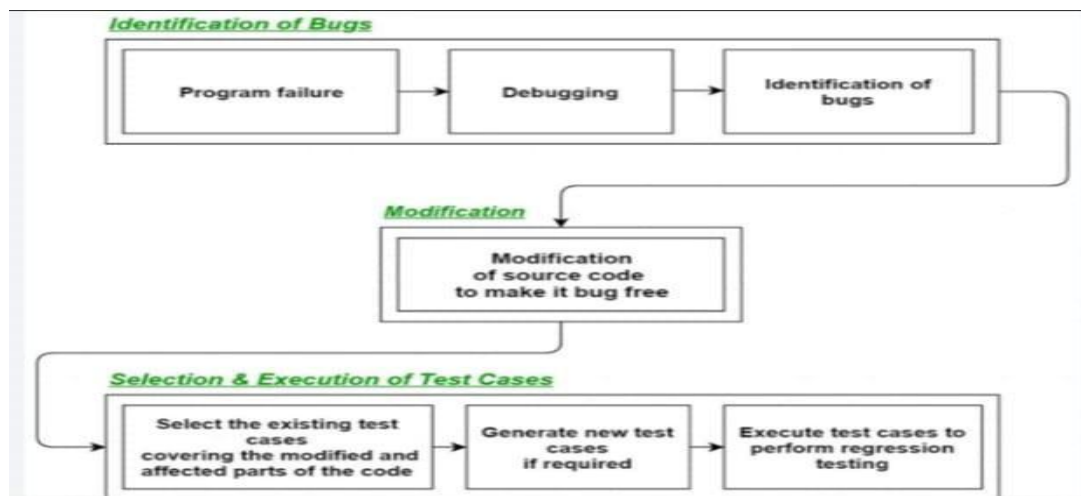 Identification of Bugs
Program failure
Debugging
Identification of
bugs
Modification
Modification
of source code
to make it bug free
Selection & Execution of Test Cases
Select the existing test
cases
covering the modified and
affected parts of the code
Generate new test
cases
if required
Execute test cases to
perform regression
testing